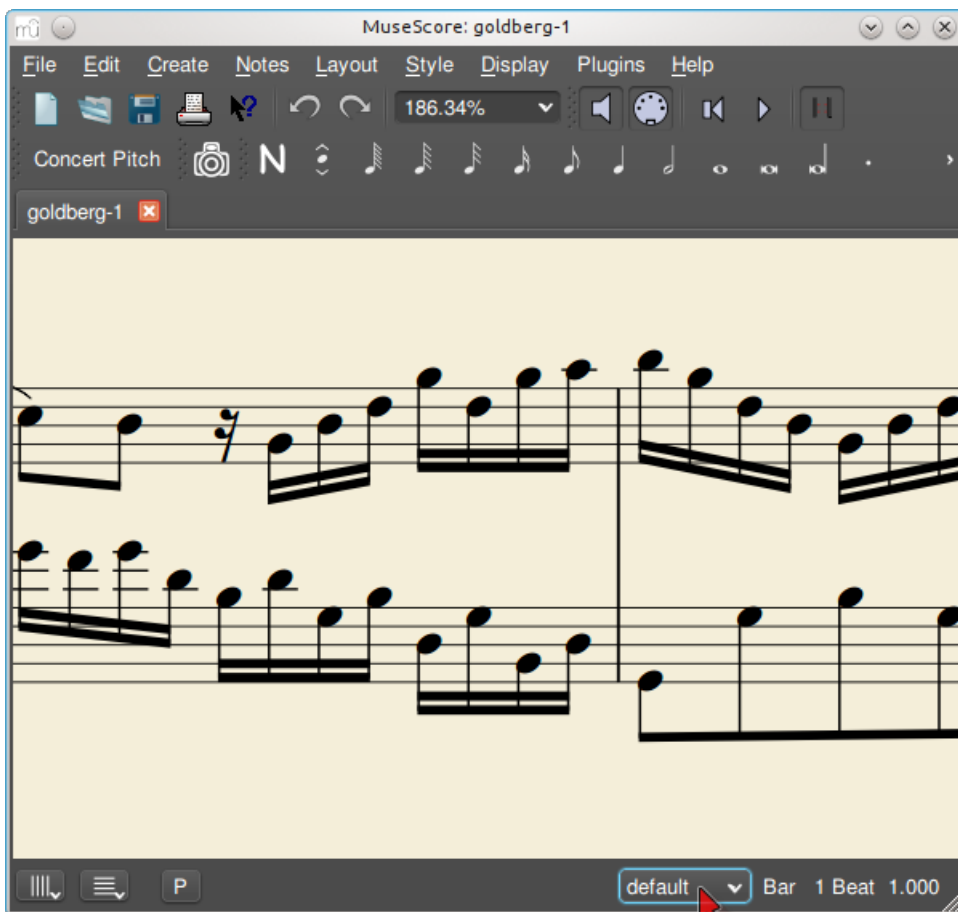 MuseScore: goldberg-1
File Edit Create Notes Layout Style Display Plugins Help
186.34%
Concert Pitch N
goldberg-1
P default Bar 1 Beat 1.000